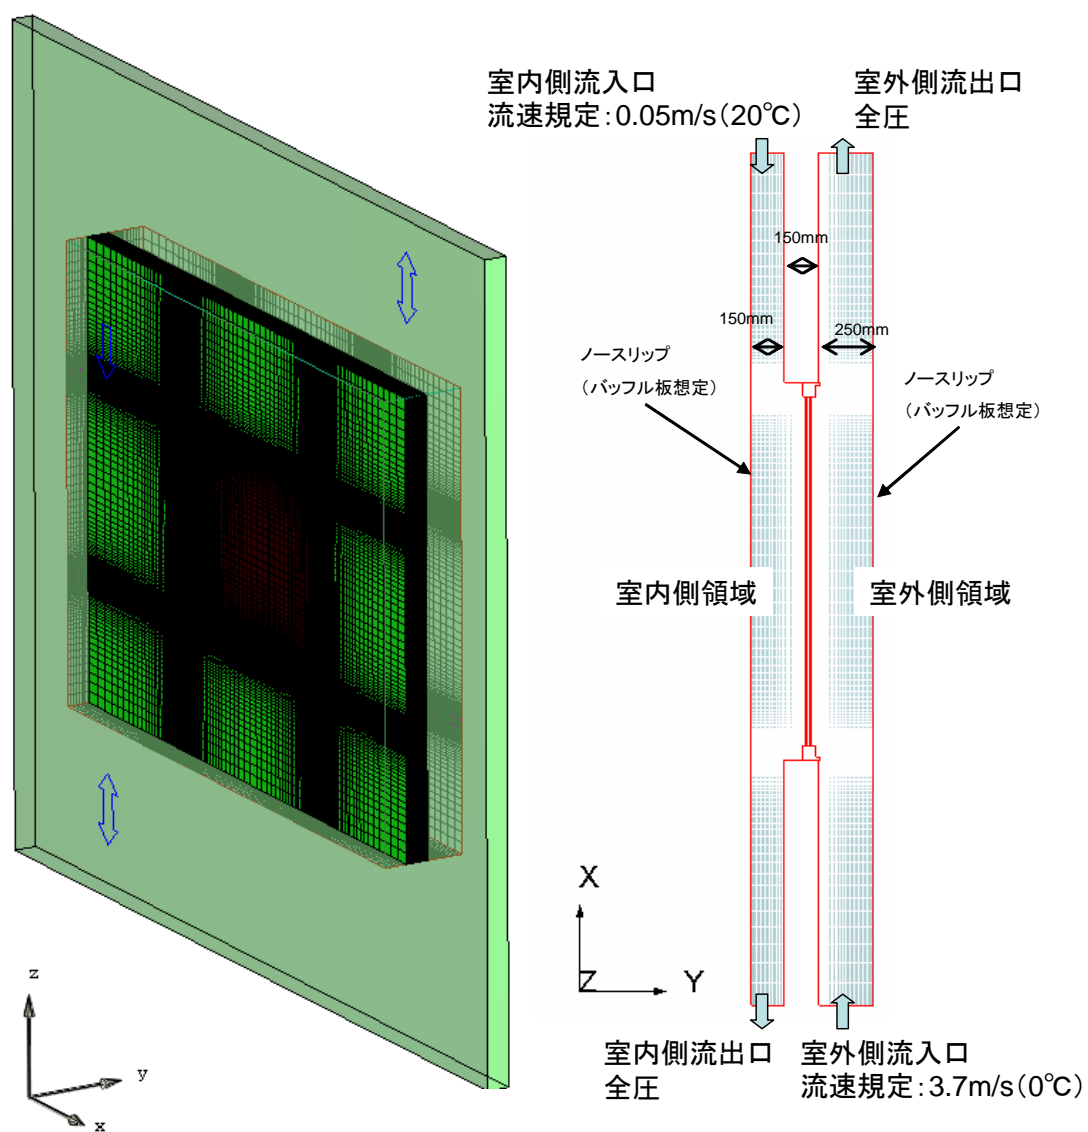 室内側流入口
流速規定:0.05m/s(20℃)
室外側流出口
全圧
150mm
150mm
250mm
ノースリップ
(バッフル板想定)
ノースリップ
(バッフル板想定)
室内側領域
室外側領域
X
Z
Y
z
y
x
室内側流出口
全圧
室外側流入口
流速規定:3.7m/s(0℃)